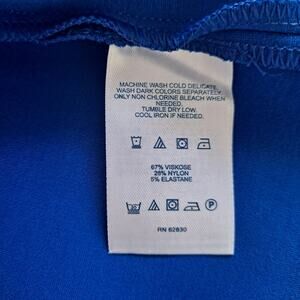 MACHINE WASH COLD DELICATE.
WASH DARK COLORS SEPARATELY.
ONLY NON CHLORINE BLEACH WHEN
NEEDED.
TUMBLE DRY LOW.
COOL IRON IF NEEDED.
67% VISKOSE
28% NYLON
5% ELASTANE
P
RN 62830